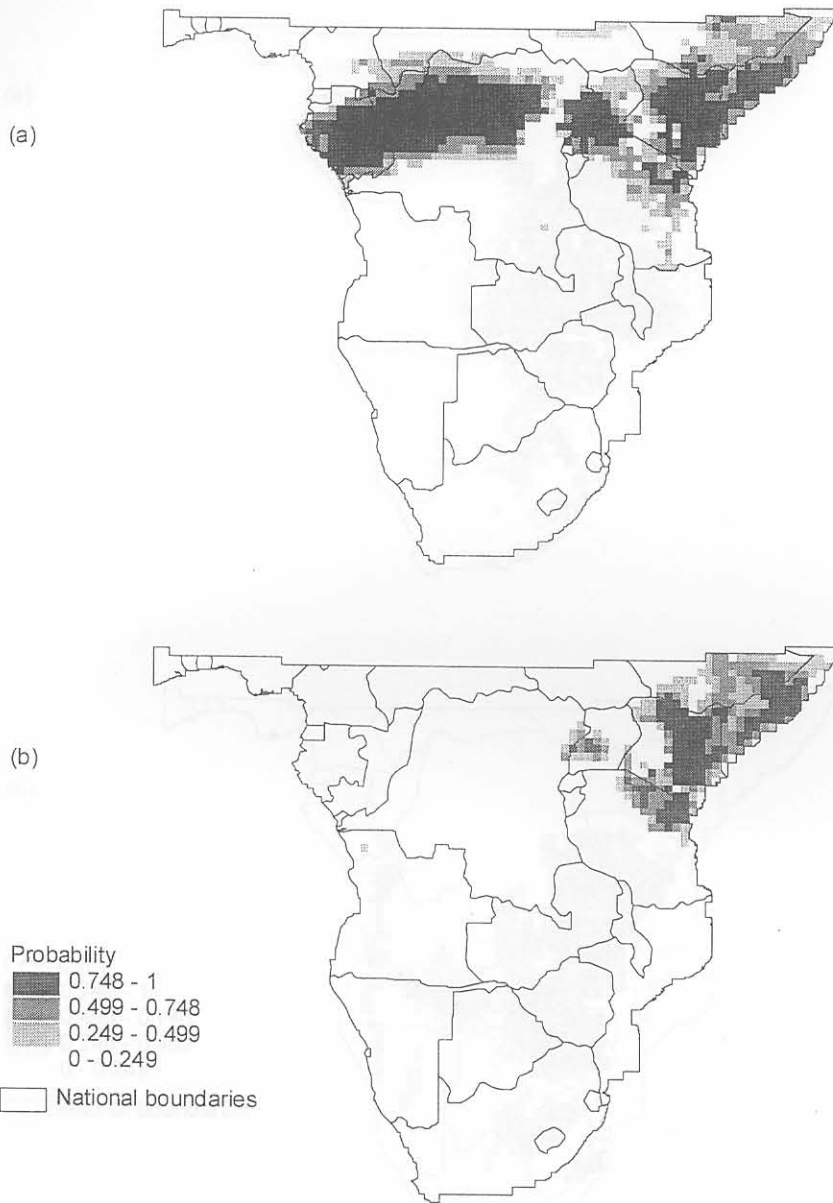 (a)
(b)
Probability
0.748 - 1
0.499 - 0.748
0.249 - 0.499
0 - 0.249
National boundaries